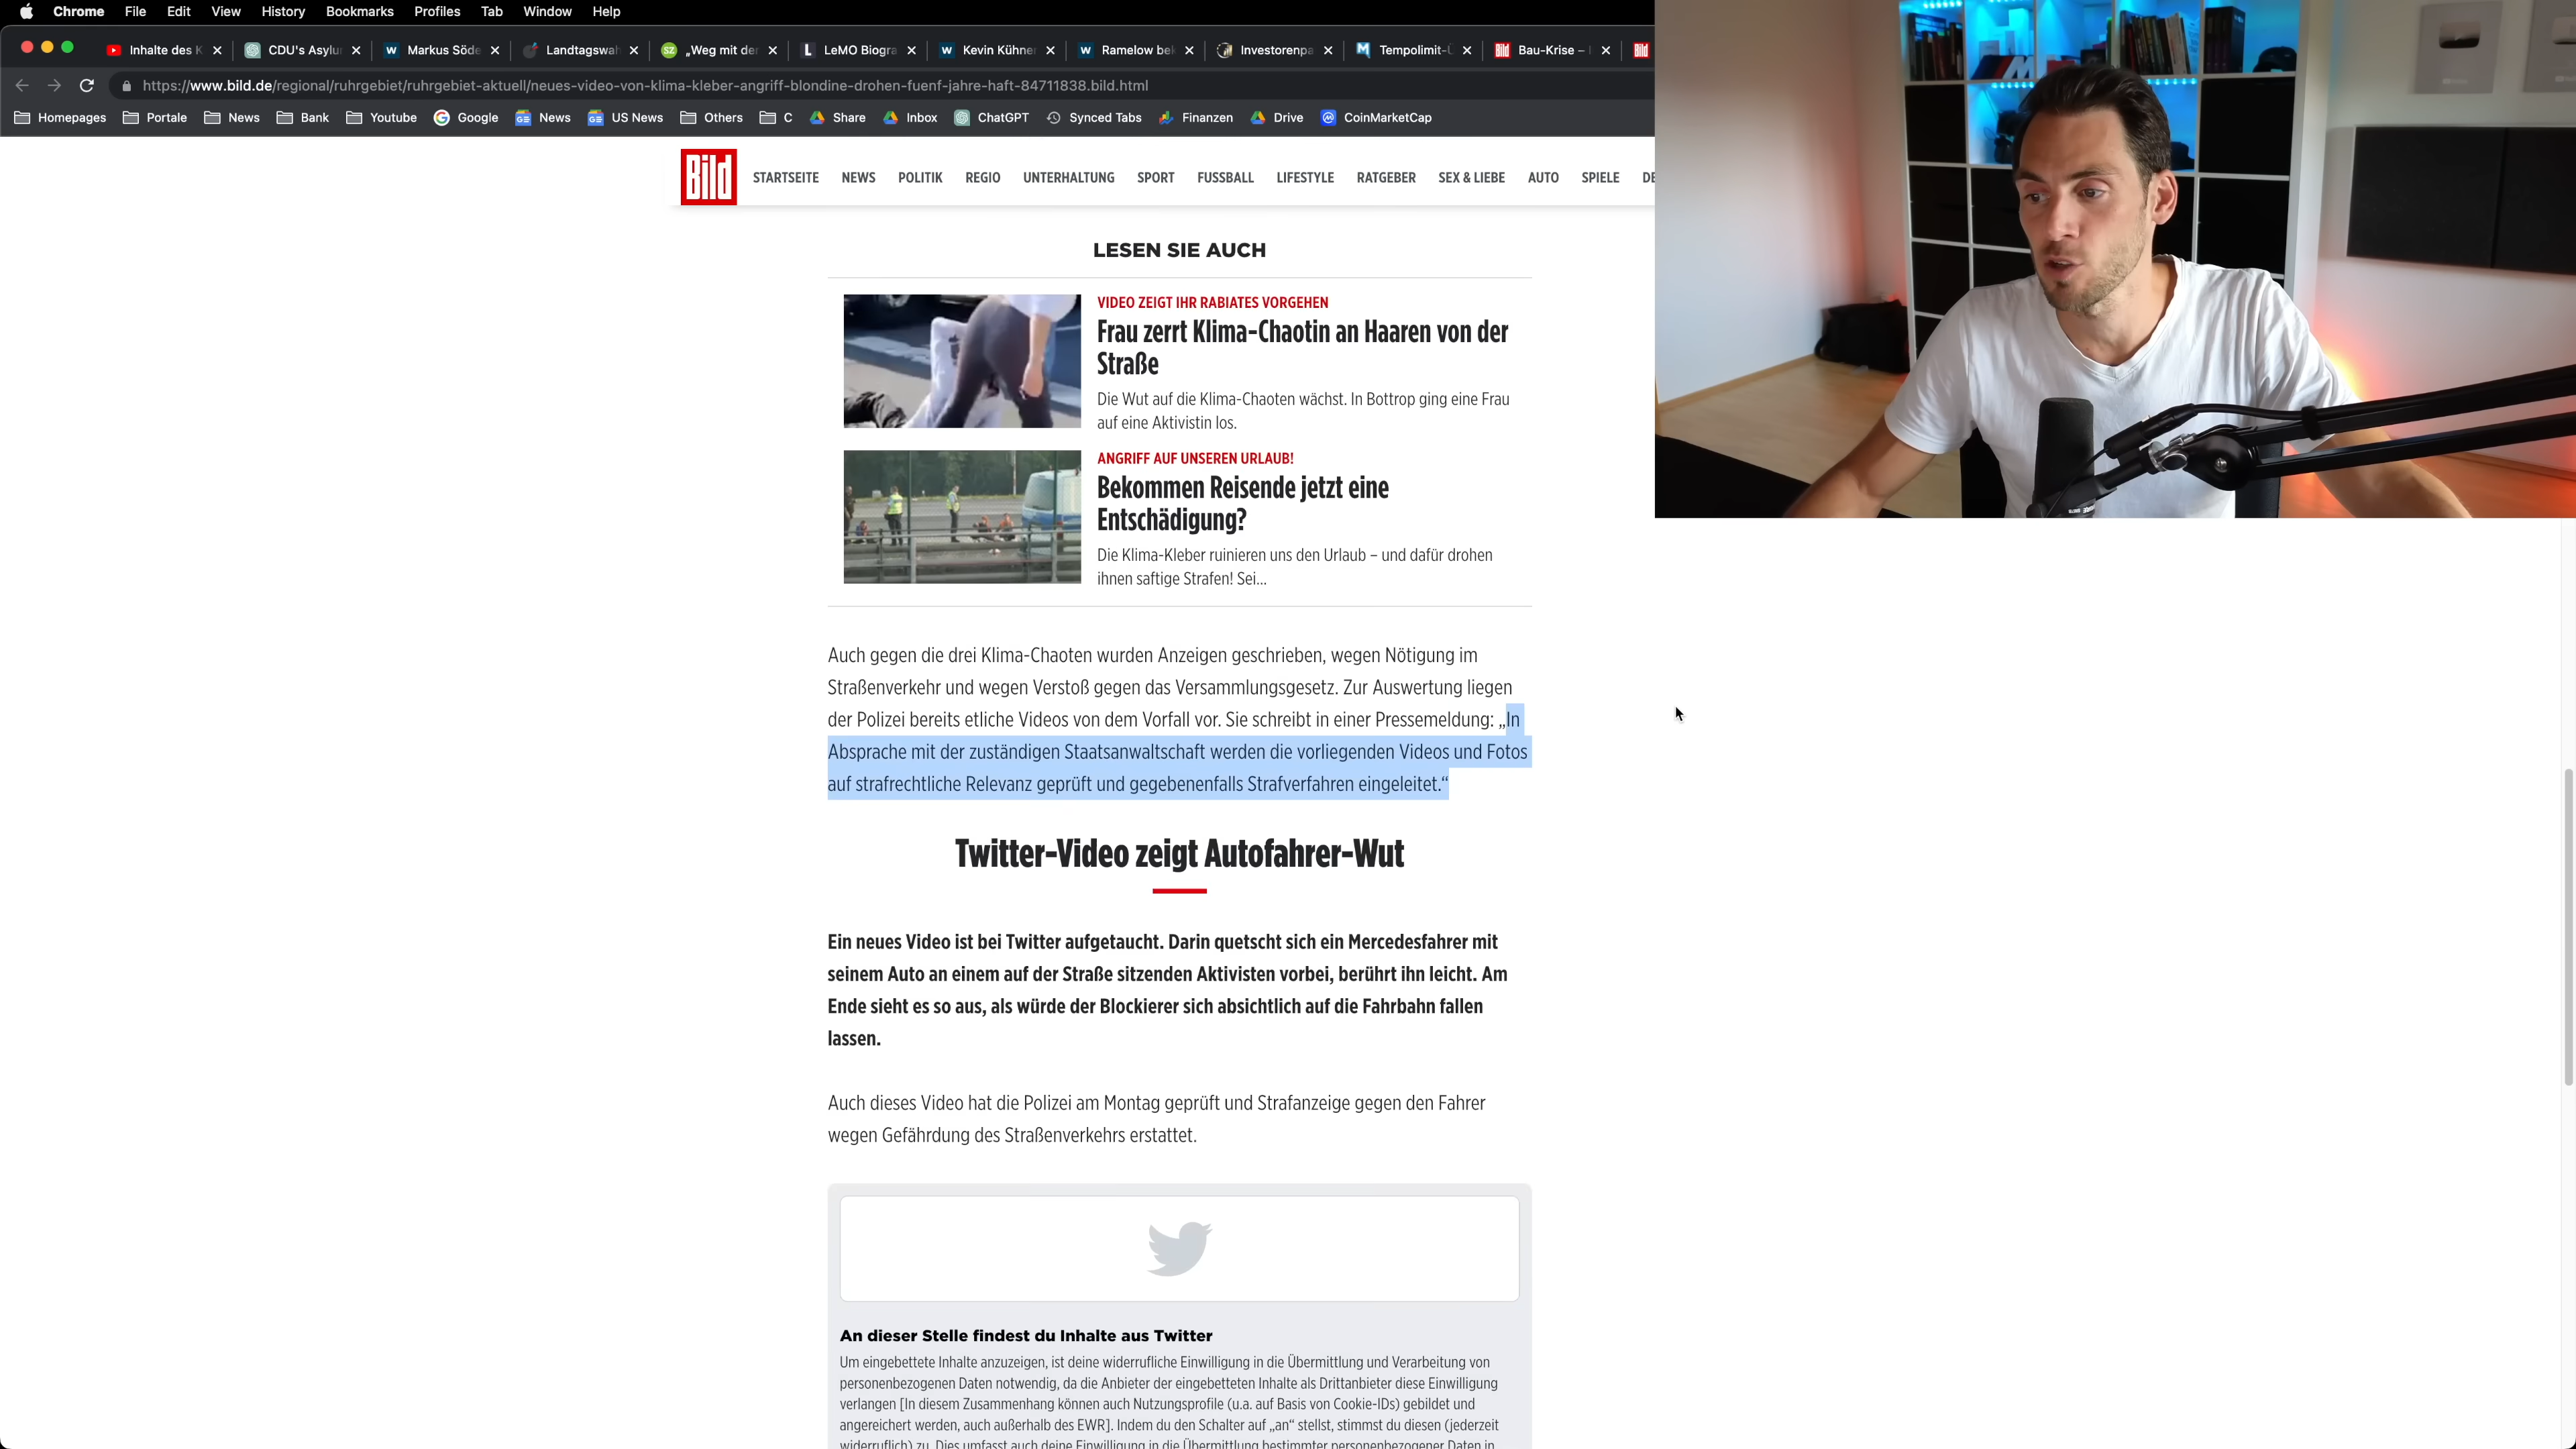 Chrome File Edit View History Bookmarks Profiles Tab Window Help
Inhalte des K CDU's Asylu Markus Söde Landtagswah „Weg mit der LeMO Biogra Kevin Kühne Ramelow be Investorenpa Tempolimit-Ü Bau-Krise –
https://www.bild.de/regional/ruhrgebiet/ruhrgebiet-aktuell/neues-video-von-klima-kleber-angriff-blondine-drohen-fuenf-jahre-haft-84711838.bild.html
Homepages Portale News Bank Youtube Google News US News Others C Share Inbox ChatGPT Synced Tabs Finanzen Drive CoinMarketCap
Bild STARTSEITE NEWS POLITIK REGIO UNTERHALTUNG SPORT FUSSBALL LIFESTYLE RATGEBER SEX & LIEBE AUTO SPIELE DE
LESEN SIE AUCH
VIDEO ZEIGT IHR RABIATES VORGEHEN
Frau zerrt Klima-Chaotin an Haaren von der
Straße
Die Wut auf die Klima-Chaoten wächst. In Bottrop ging eine Frau
auf eine Aktivistin los.
ANGRIFF AUF UNSEREN URLAUB!
Bekommen Reisende jetzt eine
Entschädigung?
Die Klima-Kleber ruinieren uns den Urlaub – und dafür drohen
ihnen saftige Strafen! Sei...
Auch gegen die drei Klima-Chaoten wurden Anzeigen geschrieben, wegen Nötigung im
Straßenverkehr und wegen Verstoß gegen das Versammlungsgesetz. Zur Auswertung liegen
der Polizei bereits etliche Videos von dem Vorfall vor. Sie schreibt in einer Pressemeldung: „In
Absprache mit der zuständigen Staatsanwaltschaft werden die vorliegenden Videos und Fotos
auf strafrechtliche Relevanz geprüft und gegebenenfalls Strafverfahren eingeleitet.“
Twitter-Video zeigt Autofahrer-Wut
Ein neues Video ist bei Twitter aufgetaucht. Darin quetscht sich ein Mercedesfahrer mit
seinem Auto an einem auf der Straße sitzenden Aktivisten vorbei, berührt ihn leicht. Am
Ende sieht es so aus, als würde der Blockierer sich absichtlich auf die Fahrbahn fallen
lassen.
Auch dieses Video hat die Polizei am Montag geprüft und Strafanzeige gegen den Fahrer
wegen Gefährdung des Straßenverkehrs erstattet.
An dieser Stelle findest du Inhalte aus Twitter
Um eingebettete Inhalte anzuzeigen, ist deine widerrufliche Einwilligung in die Übermittlung und Verarbeitung von
personenbezogenen Daten notwendig, da die Anbieter der eingebetteten Inhalte als Drittanbieter diese Einwilligung
verlangen [In diesem Zusammenhang können auch Nutzungsprofile (u.a. auf Basis von Cookie-IDs) gebildet und
angereichert werden, auch außerhalb des EWR]. Indem du den Schalter auf „an“ stellst, stimmst du diesen (jederzeit
widerruflich) zu. Dies umfasst auch deine Einwilligung in die Übermittlung bestimmter personenbezogener Daten in